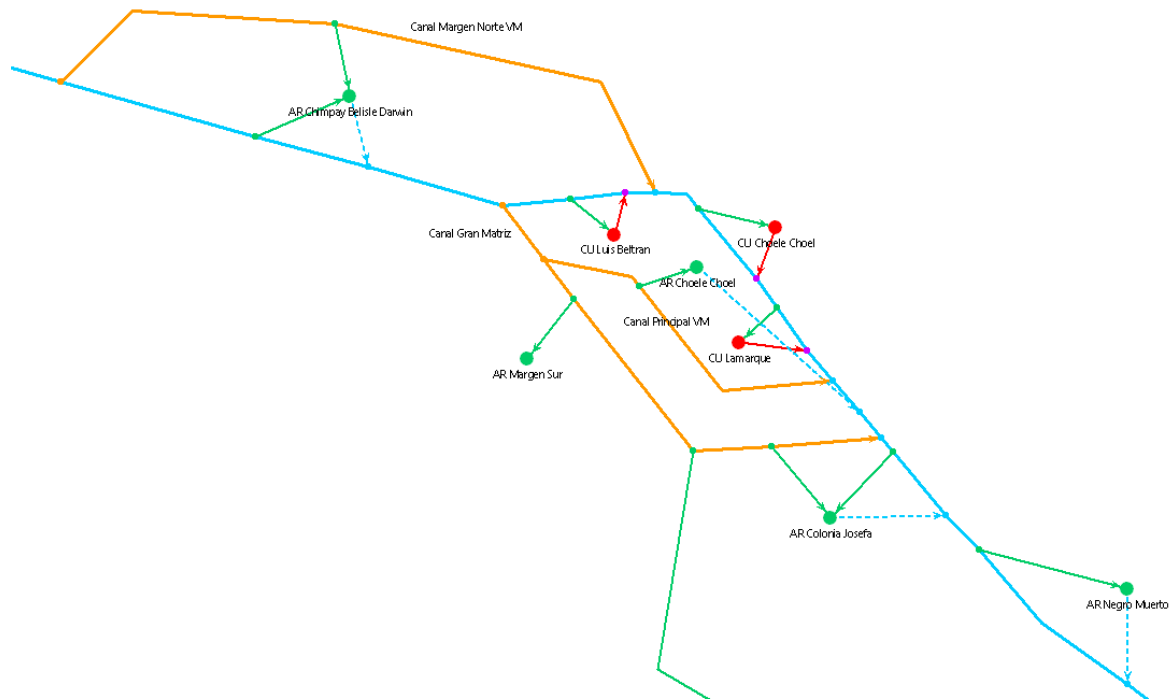 Canal Margen Norte VM
AR Chimpay Belisle Darwin
Canal Gran Matriz
CU Luis Beltran
CU Choele Choel
AR Choele Choel
Canal Principal VM
CU Lamarque
AR Margen Sur
AR Colonia Josefa
AR Negro Muerto